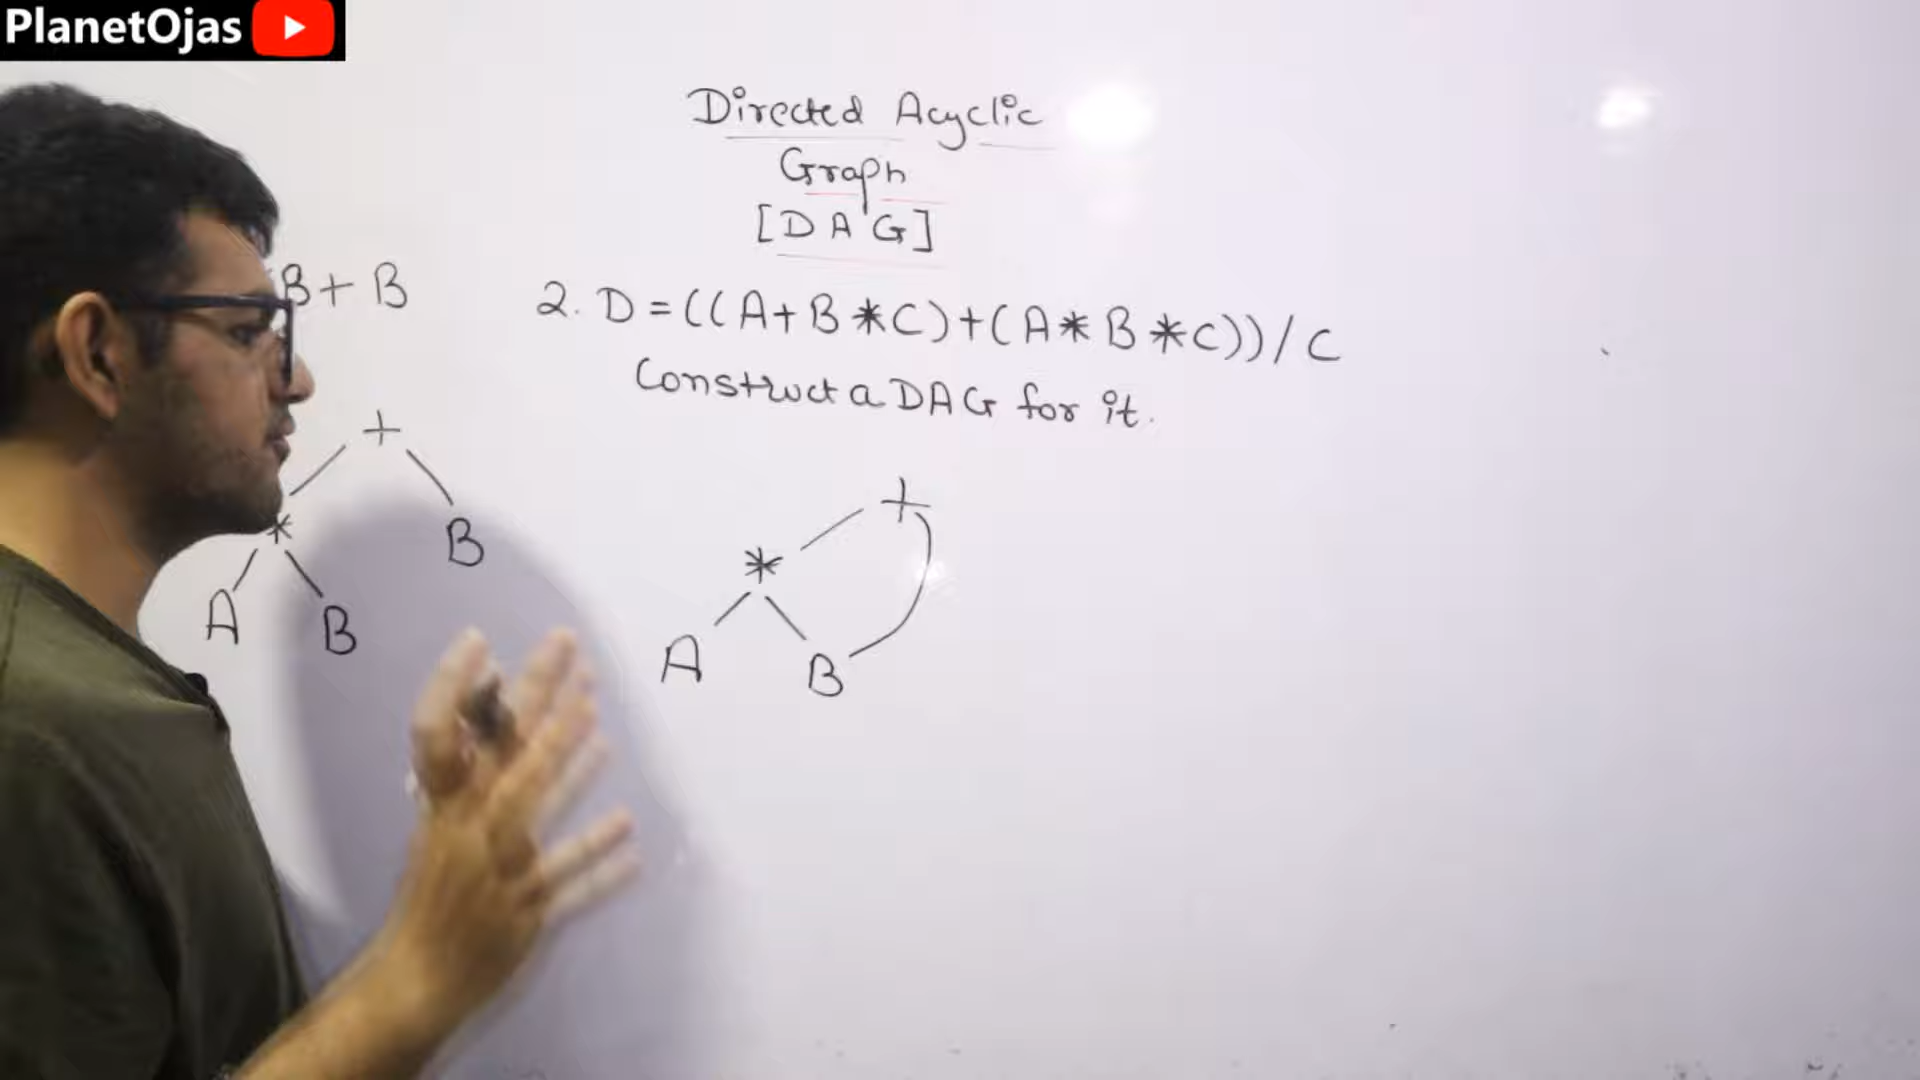 PlanetOjas
Directed Acyclic
Graph
[DAG]
B + B
2. D = ((A+B*C)+(A*B*C))/C
Construct a DAG for it.
+
* B
A B
+
*
A B